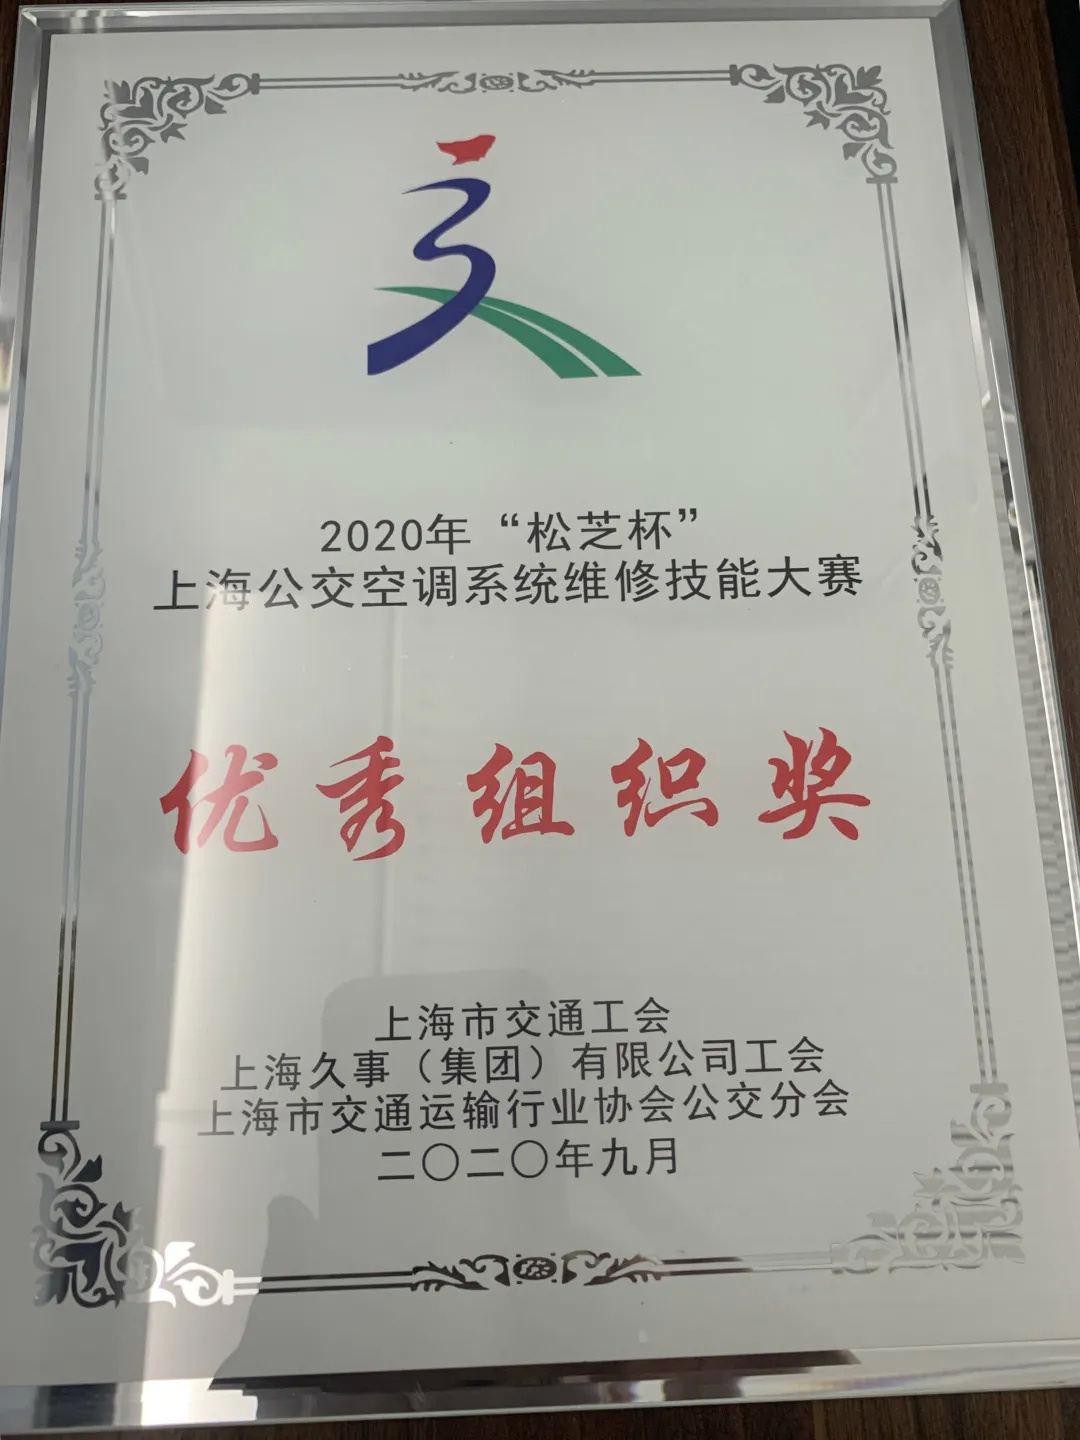 2020年“松芝杯”
上海公交空调系统维修技能大赛
优秀组织奖
上海市交通工会
上海久事（集团）有限公司工会
上海市交通运输行业协会公交分会
二〇二〇年九月